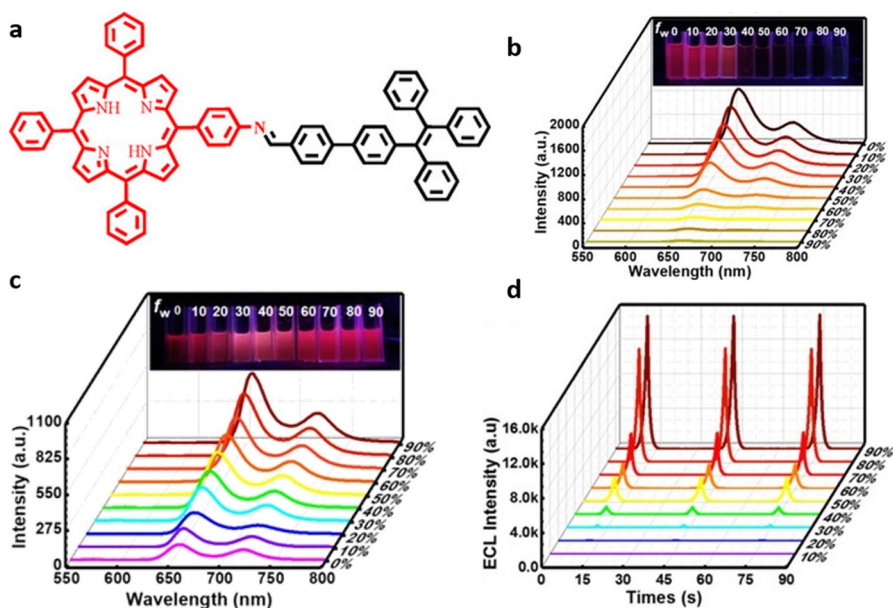 a
NH
N
N
HN
N
b
fw 0 10 20 30 40 50 60 70 80 90
Intensity (a.u.)
2000
1600
1200
800
400
0
550 600 650 700 750 800
Wavelength (nm)
0%
10%
20%
30%
40%
50%
60%
70%
80%
90%
c
fw 0 10 20 30 40 50 60 70 80 90
Intensity (a.u.)
1100
825
550
275
0
550 600 650 700 750 800
Wavelength (nm)
90%
80%
70%
60%
50%
40%
30%
20%
10%
0%
d
ECL Intensity (a.u)
16.0k
12.0k
8.0k
4.0k
0.0
0 15 30 45 60 75 90
Times (s)
90%
80%
70%
60%
50%
40%
30%
20%
10%